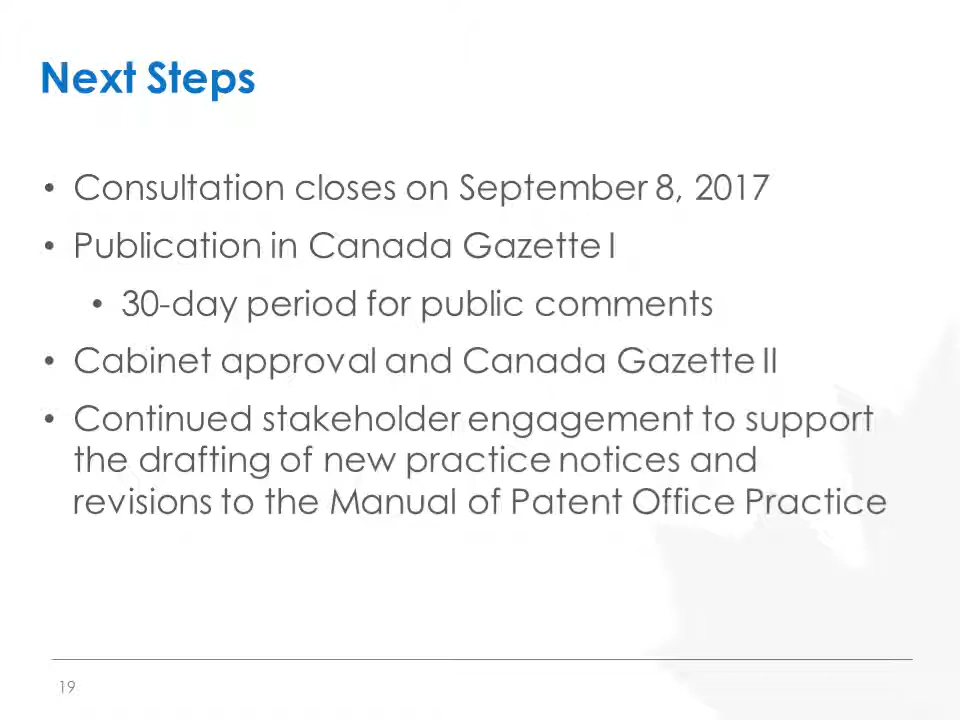 Next Steps
• Consultation closes on September 8, 2017
• Publication in Canada Gazette I
• 30-day period for public comments
• Cabinet approval and Canada Gazette II
• Continued stakeholder engagement to support
the drafting of new practice notices and
revisions to the Manual of Patent Office Practice
19